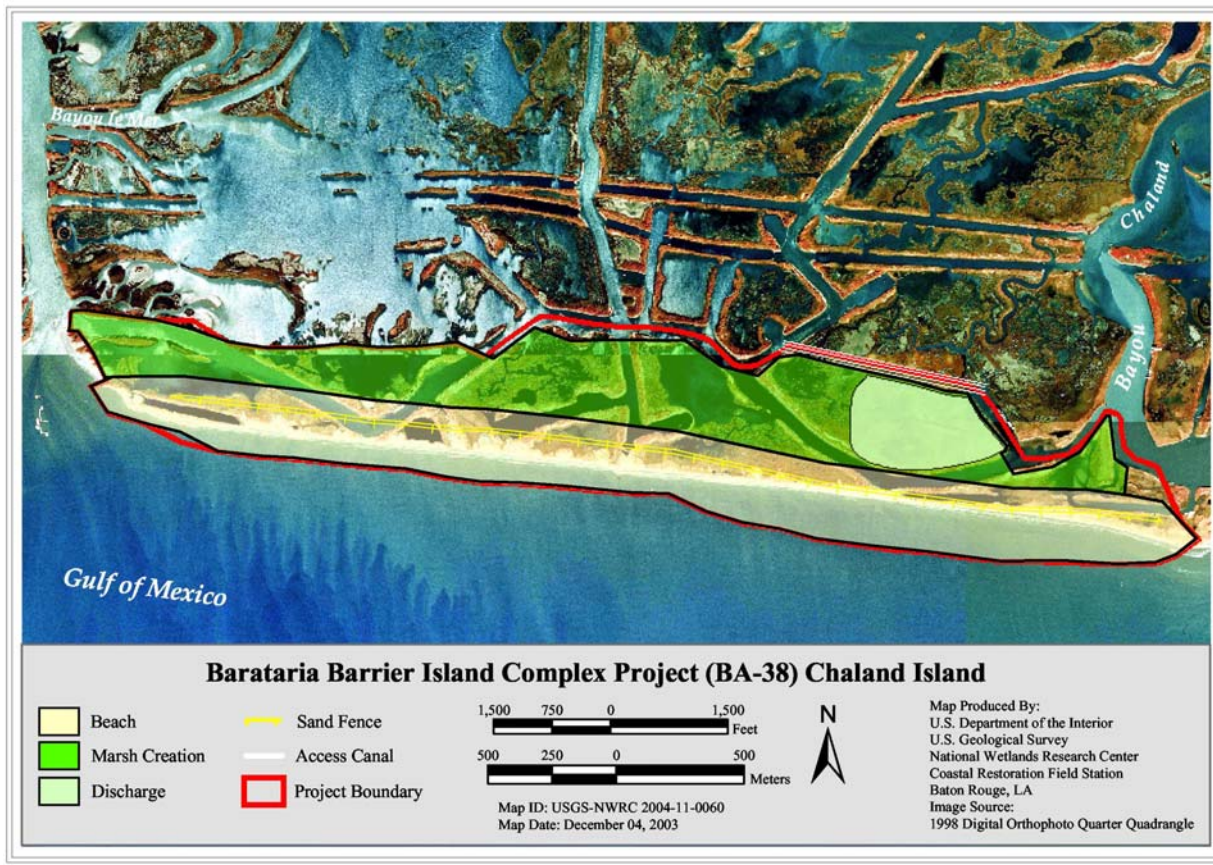 Bayou le Mer
Chaland
Bayou
Gulf of Mexico
Barataria Barrier Island Complex Project (BA-38) Chaland Island
Beach
Marsh Creation
Discharge
Sand Fence
Access Canal
Project Boundary
1,500 750 0 1,500
Feet
500 250 0 500
Meters
Map ID: USGS-NWRC 2004-11-0060
Map Date: December 04, 2003
N
Map Produced By:
U.S. Department of the Interior
U.S. Geological Survey
National Wetlands Research Center
Coastal Restoration Field Station
Baton Rouge, LA
Image Source:
1998 Digital Orthophoto Quarter Quadrangle